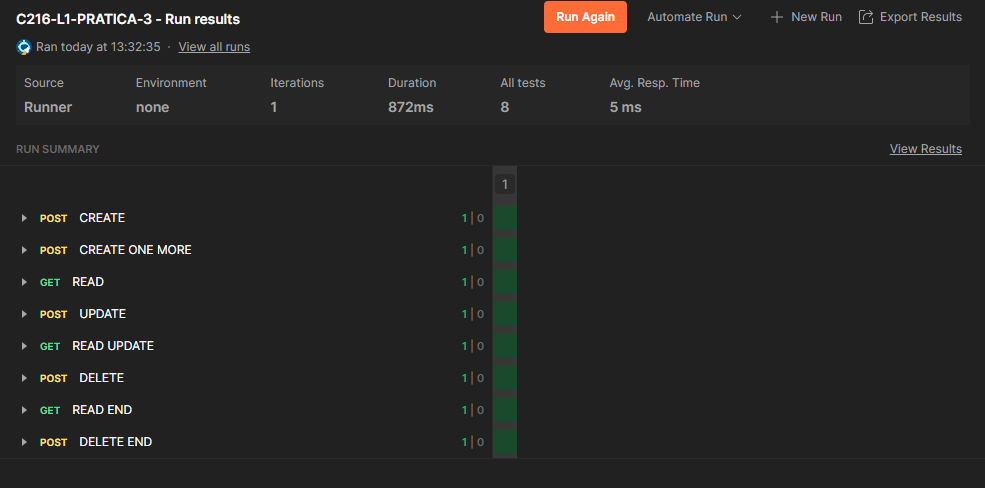 C216-L1-PRATICA-3 - Run results
Run Again
Automate Run
New Run
Export Results
Ran today at 13:32:35 · View all runs
Source Environment Iterations Duration All tests Avg. Resp. Time
Runner none 1 872ms 8 5 ms
RUN SUMMARY View Results
1
POST CREATE 1 | 0
POST CREATE ONE MORE 1 | 0
GET READ 1 | 0
POST UPDATE 1 | 0
GET READ UPDATE 1 | 0
POST DELETE 1 | 0
GET READ END 1 | 0
POST DELETE END 1 | 0